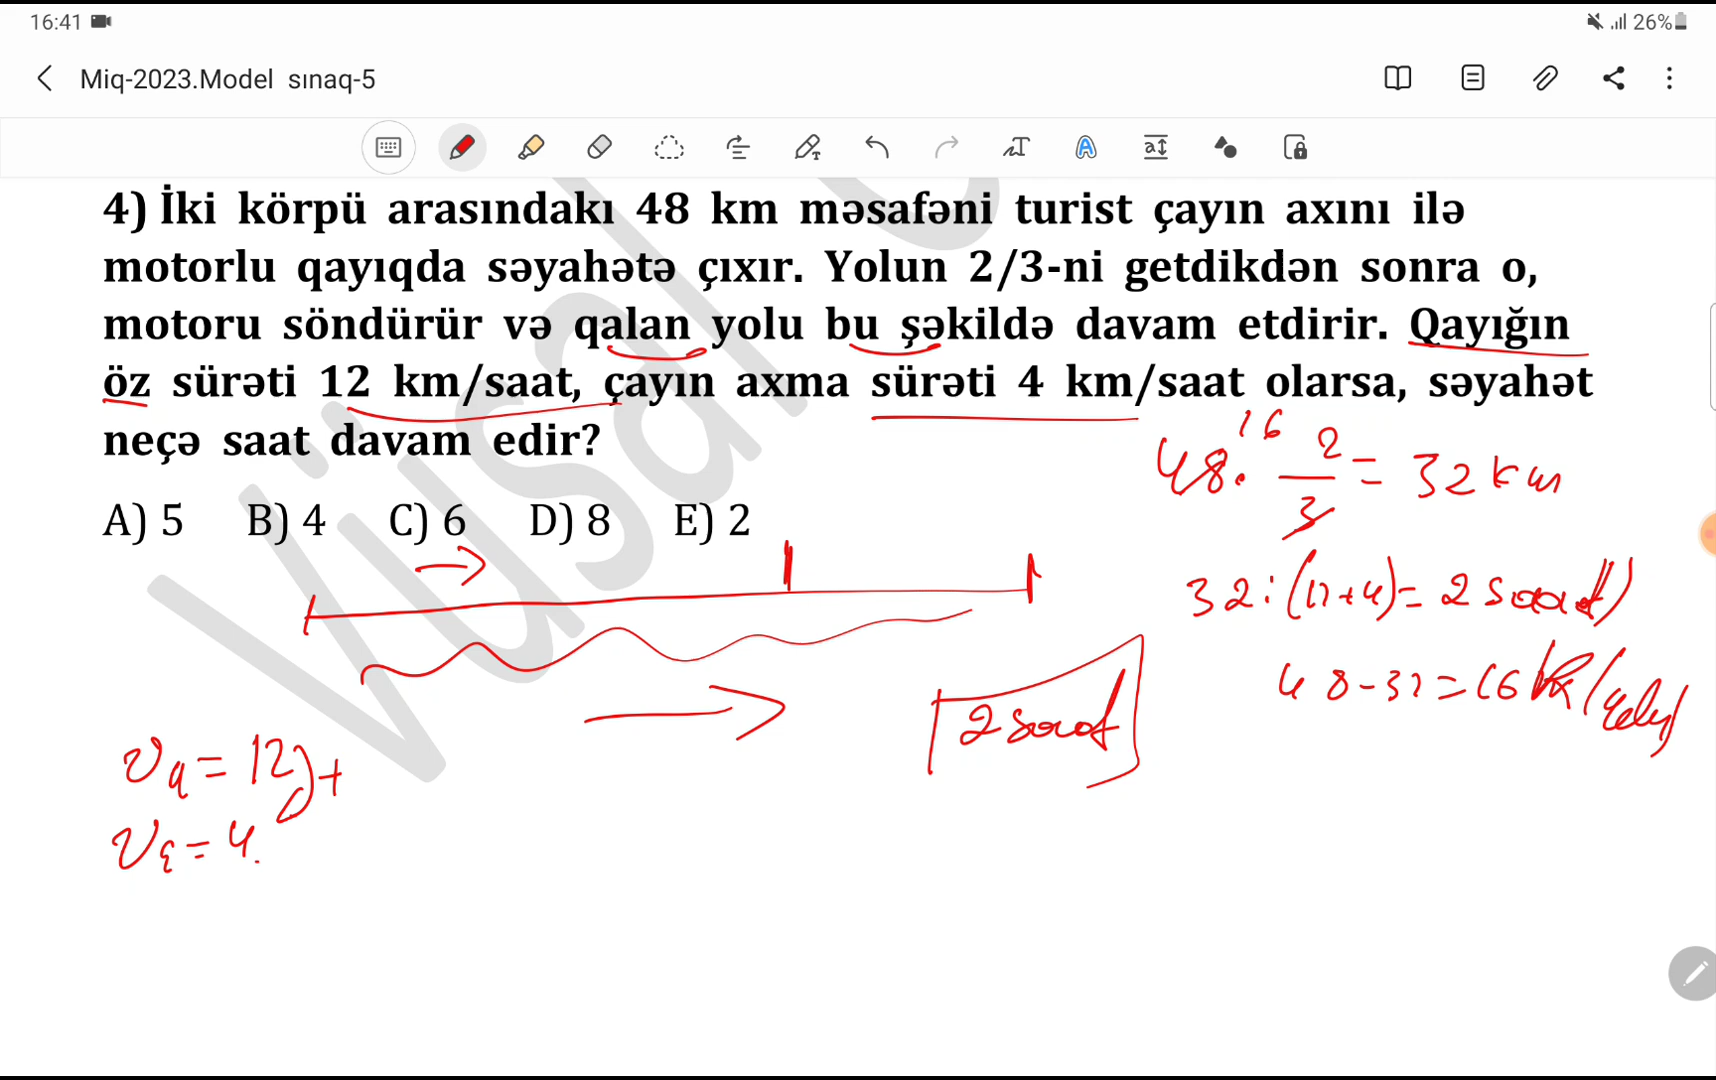 16:41
26%
Miq-2023.Model sınaq-5
4) İki körpü arasındakı 48 km məsafəni turist çayın axını ilə
motorlu qayıqda səyahətə çıxır. Yolun 2/3-ni getdikdən sonra o,
motoru söndürür və qalan yolu bu şəkildə davam etdirir. Qayığın
öz sürəti 12 km/saat, çayın axma sürəti 4 km/saat olarsa, səyahət
neçə saat davam edir?
A) 5 B) 4 C) 6 D) 8 E) 2
48 · 2/3 = 32 km
16
32 : (12+4) = 2 saat
48 - 32 = 16
2 saat
Vq = 12
+
Vç = 4
Vüsal